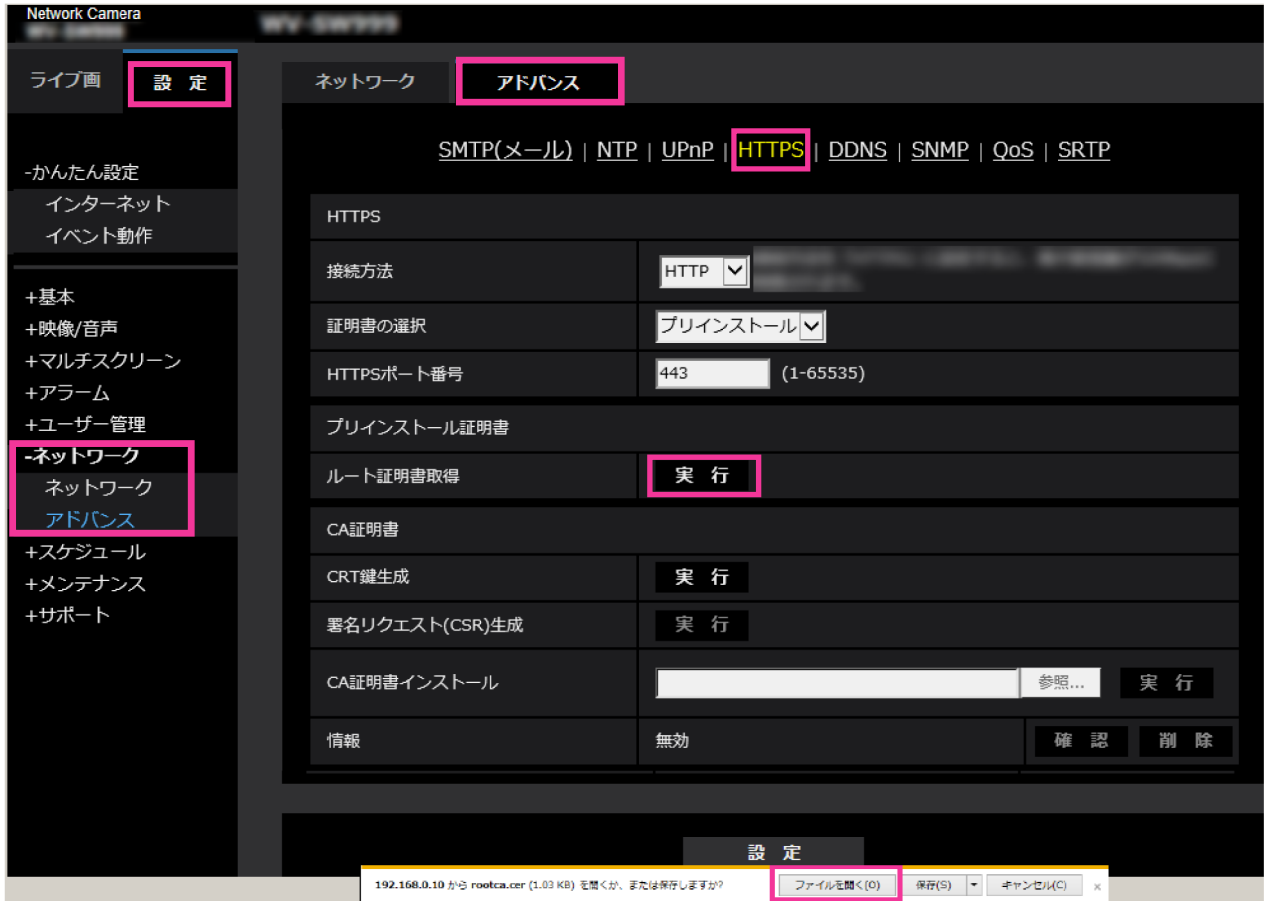 Network Camera
ライブ画 設 定
ネットワーク アドバンス
SMTP(メール) | NTP | UPnP | HTTPS | DDNS | SNMP | QoS | SRTP
-かんたん設定
インターネット
イベント動作
+基本
+映像/音声
+マルチスクリーン
+アラーム
+ユーザー管理
-ネットワーク
ネットワーク
アドバンス
+スケジュール
+メンテナンス
+サポート
HTTPS
接続方法 HTTP
証明書の選択 プリインストール
HTTPSポート番号 443 (1-65535)
プリインストール証明書
ルート証明書取得 実 行
CA証明書
CRT鍵生成 実 行
署名リクエスト(CSR)生成 実 行
CA証明書インストール 参照... 実 行
情報 無効 確 認 削 除
設 定
192.168.0.10 から rootca.cer (1.03 KB) を開くか、または保存しますか? ファイルを開く(O) 保存(S) キャンセル(C) ×